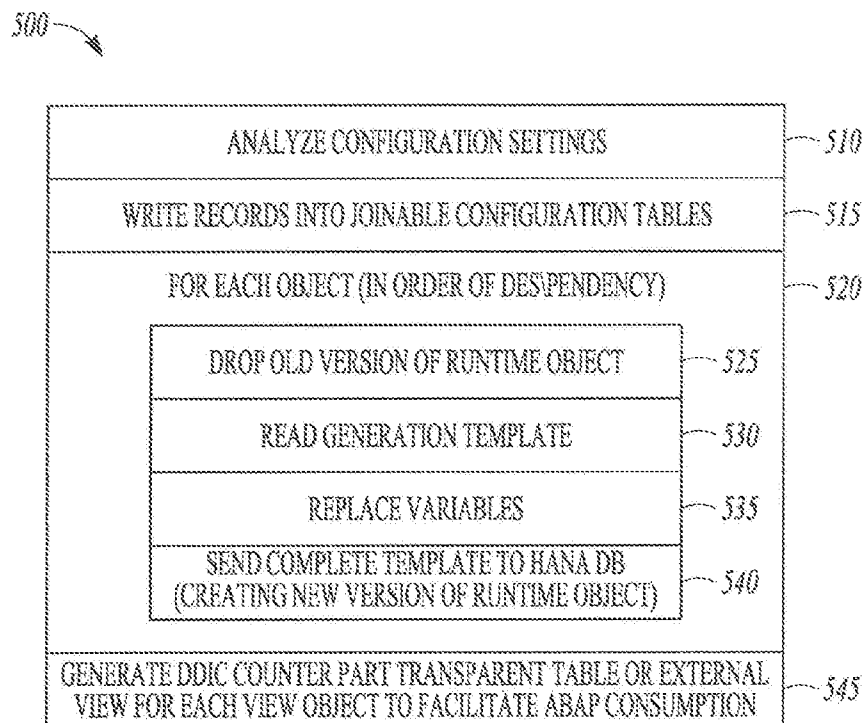 500
ANALYZE CONFIGURATION SETTINGS 510
WRITE RECORDS INTO JOINABLE CONFIGURATION TABLES 515
FOR EACH OBJECT (IN ORDER OF DES\PENDENCY) 520
DROP OLD VERSION OF RUNTIME OBJECT 525
READ GENERATION TEMPLATE 530
REPLACE VARIABLES 535
SEND COMPLETE TEMPLATE TO HANA DB
(CREATING NEW VERSION OF RUNTIME OBJECT) 540
GENERATE DDIC COUNTER PART TRANSPARENT TABLE OR EXTERNAL
VIEW FOR EACH VIEW OBJECT TO FACILITATE ABAP CONSUMPTION 545